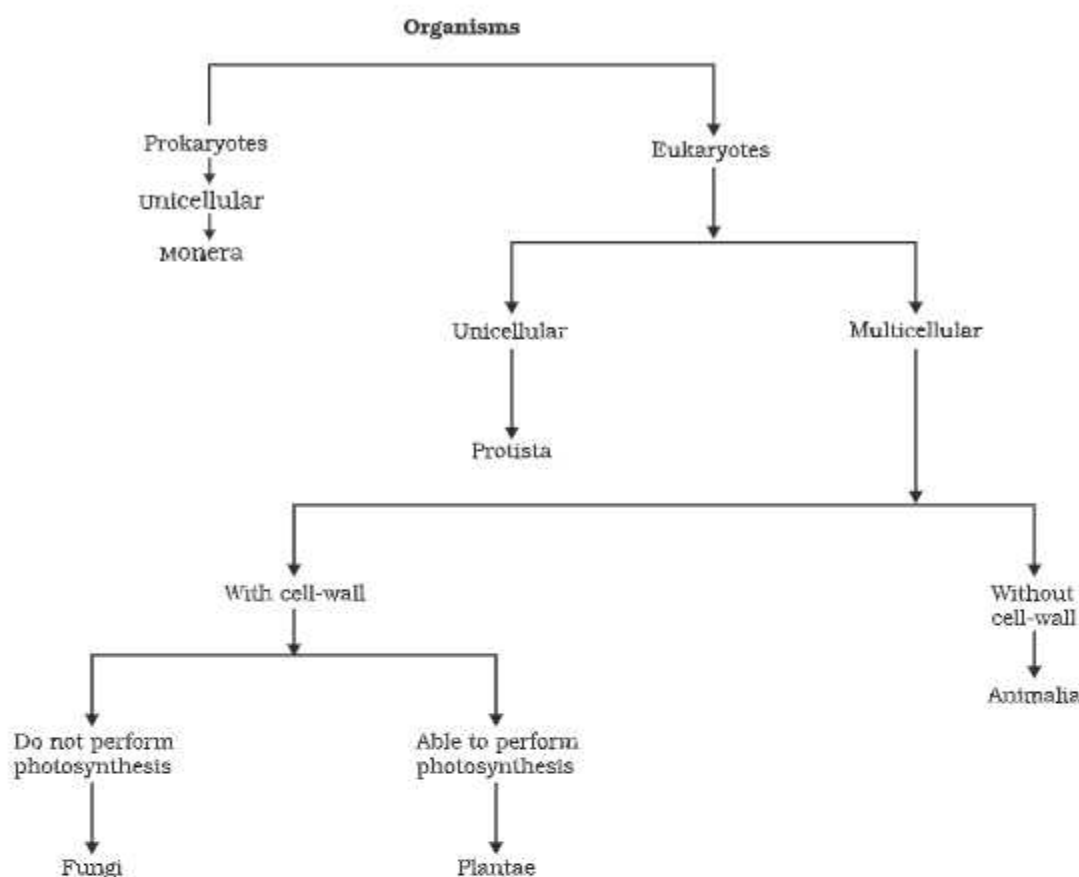 Organisms
Prokaryotes
Eukaryotes
Unicellular
Monera
Unicellular
Multicellular
Protista
With cell-wall
Without
cell-wall
Animalia
Do not perform
photosynthesis
Able to perform
photosynthesis
Fungi
Plantae